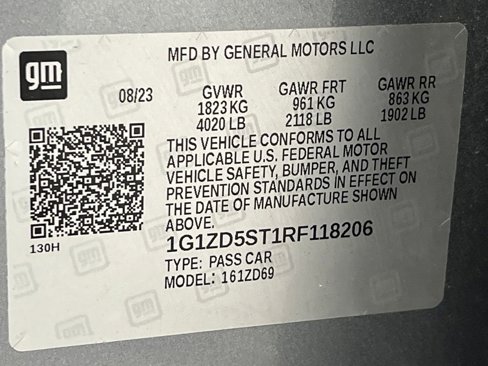 MFD BY GENERAL MOTORS LLC
gm
08/23 GVWR GAWR FRT GAWR RR
1823 KG 961 KG 863 KG
4020 LB 2118 LB 1902 LB
THIS VEHICLE CONFORMS TO ALL
APPLICABLE U.S. FEDERAL MOTOR
VEHICLE SAFETY, BUMPER, AND THEFT
PREVENTION STANDARDS IN EFFECT ON
THE DATE OF MANUFACTURE SHOWN
ABOVE.
130H
1G1ZD5ST1RF118206
TYPE: PASS CAR
MODEL: 161ZD69